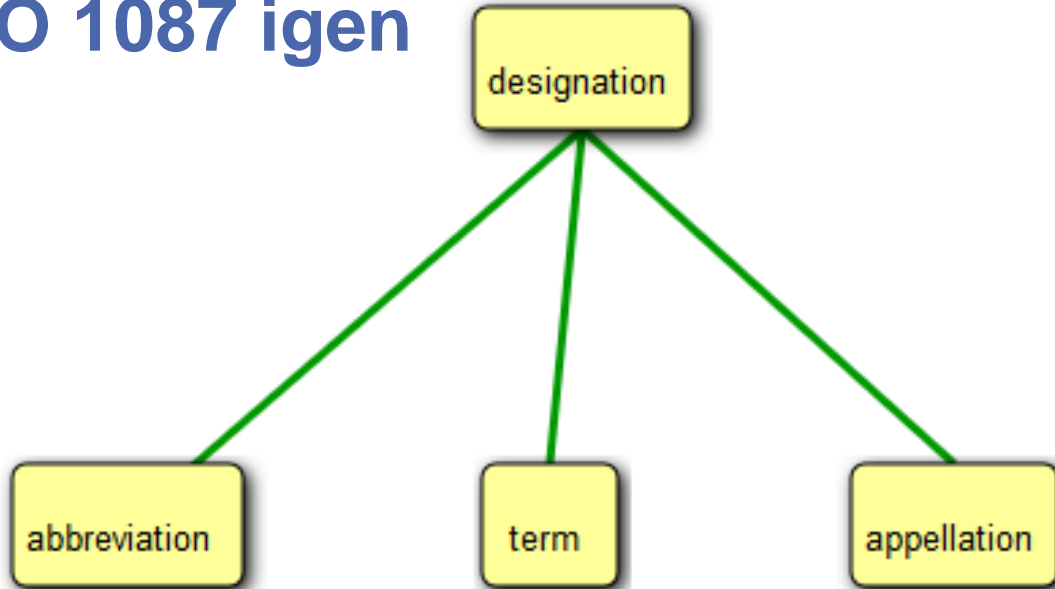 O 1087 igen
designation
abbreviation
term
appellation